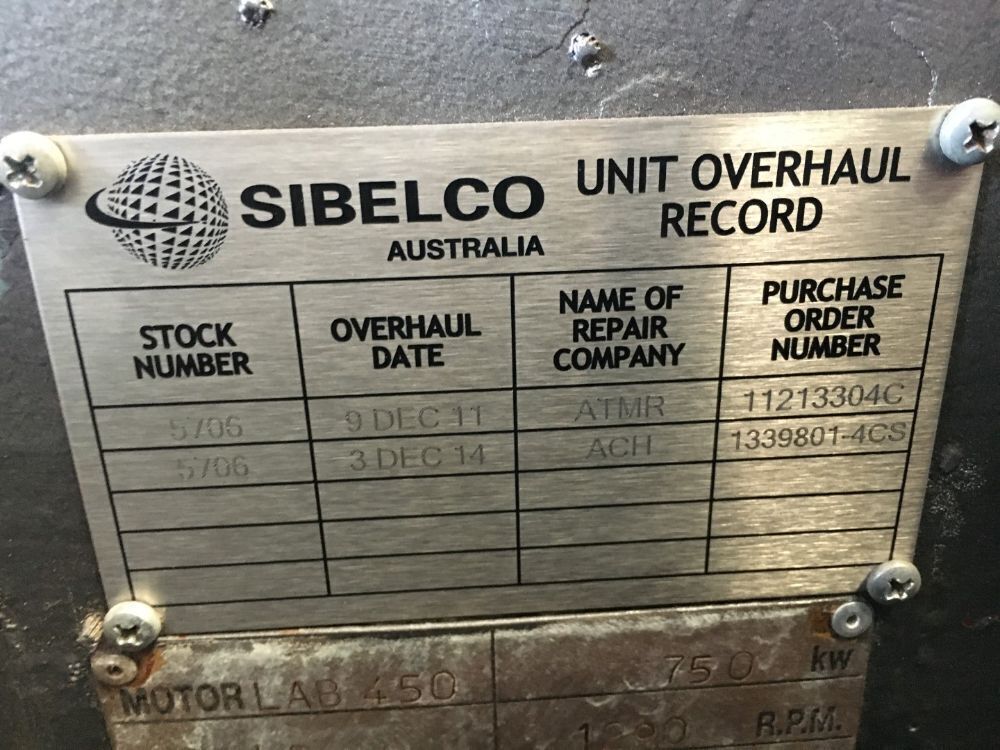 SIBELCO
AUSTRALIA
UNIT OVERHAUL
RECORD
STOCK
NUMBER
OVERHAUL
DATE
NAME OF
REPAIR
COMPANY
PURCHASE
ORDER
NUMBER
5706 9 DEC 11 ATMR 11213304C
5706 3 DEC 14 ACH 1339801-4CS
MOTOR LAB 450 750 kW
R.P.M.